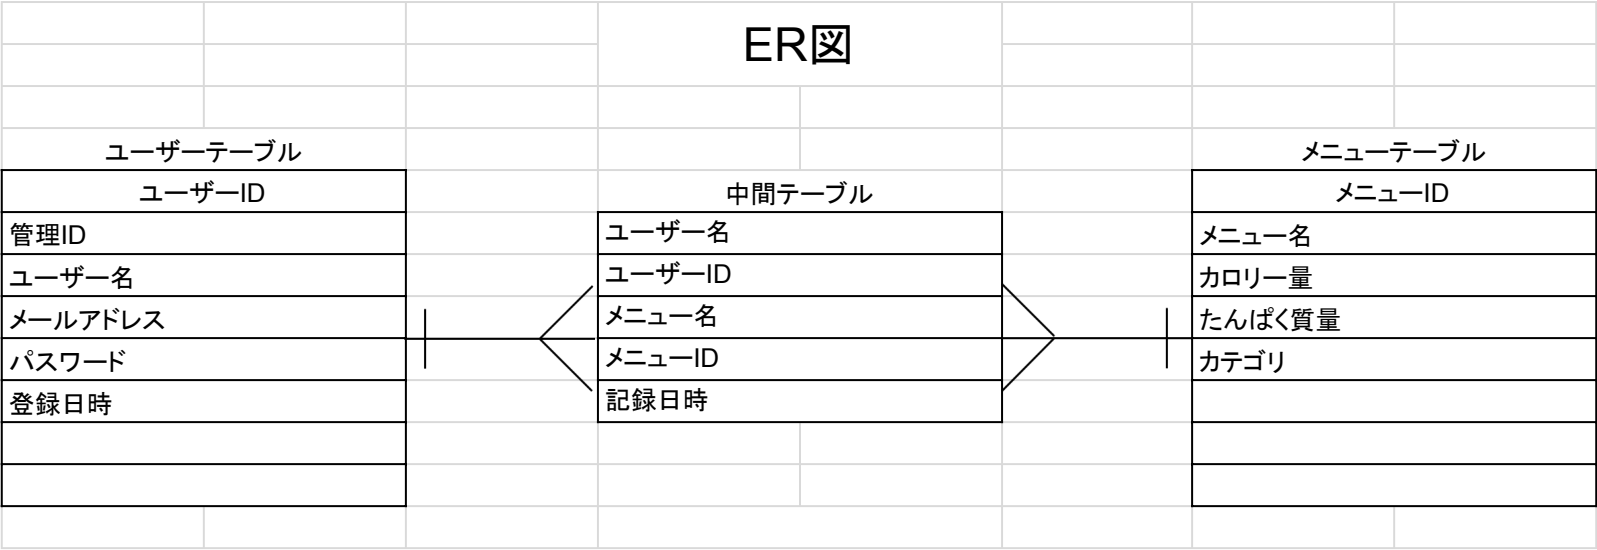 ER図
ユーザーテーブル
ユーザーID
管理ID
ユーザー名
メールアドレス
パスワード
登録日時
中間テーブル
ユーザー名
ユーザーID
メニュー名
メニューID
記録日時
メニューテーブル
メニューID
メニュー名
カロリー量
たんぱく質量
カテゴリ